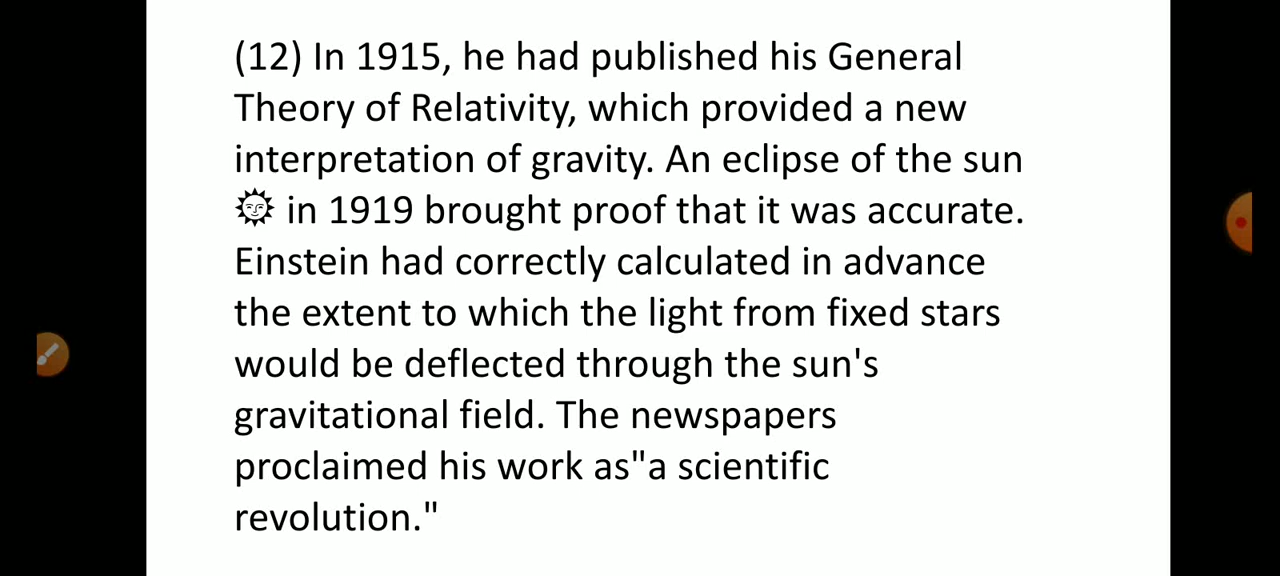 (12) In 1915, he had published his General
Theory of Relativity, which provided a new
interpretation of gravity. An eclipse of the sun
🌞 in 1919 brought proof that it was accurate.
Einstein had correctly calculated in advance
the extent to which the light from fixed stars
would be deflected through the sun's
gravitational field. The newspapers
proclaimed his work as"a scientific
revolution."